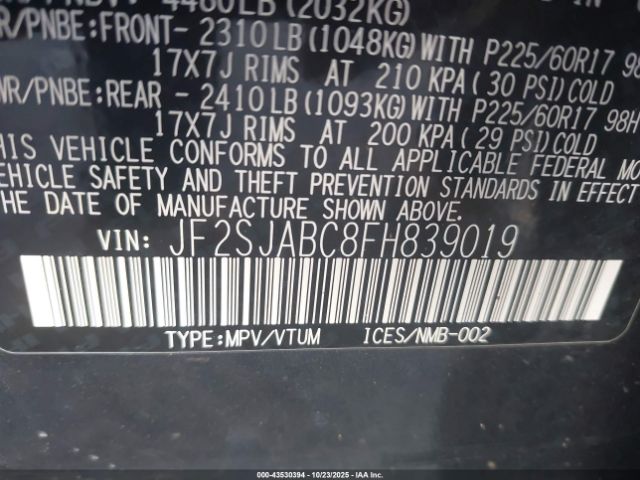 4480LB (2032KG)
R/PNBE:FRONT- 2310LB(1048KG)WITH P225/60R17 98
17X7J RIMS AT 210 KPA(30 PSI)COLD
WR/PNBE:REAR - 2410LB(1093KG)WITH P225/60R17 98H
17X7J RIMS AT 200 KPA(29 PSI)COLD
HIS VEHICLE CONFORMS TO ALL APPLICABLE FEDERAL MO
EHICLE SAFETY AND THEFT PREVENTION STANDARDS IN EFFECT
THE DATE OF MANUFACTURE SHOWN ABOVE.
VIN: JF2SJABC8FH839019
TYPE:MPV/VTUM ICES/NMB-002
000-43530394 - 10/23/2025 - IAA Inc.